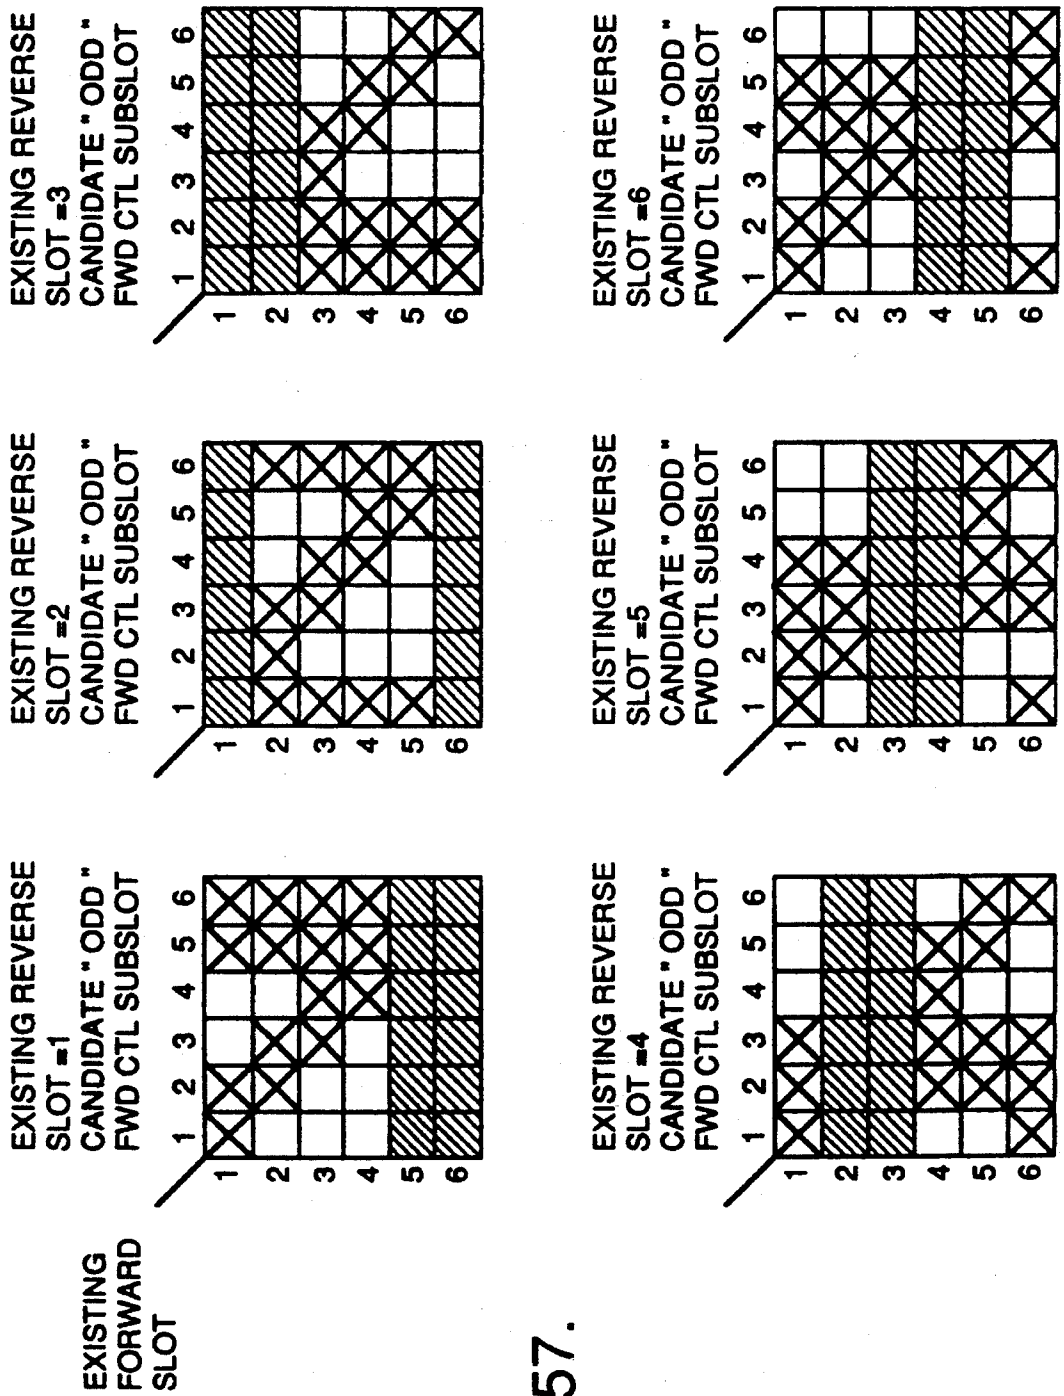 EXISTING
FORWARD
SLOT
EXISTING REVERSE
SLOT =1
CANDIDATE " ODD "
FWD CTL SUBSLOT
1 2 3 4 5 6
1
2
3
4
5
6
EXISTING REVERSE
SLOT =2
CANDIDATE " ODD "
FWD CTL SUBSLOT
1 2 3 4 5 6
1
2
3
4
5
6
EXISTING REVERSE
SLOT =3
CANDIDATE " ODD "
FWD CTL SUBSLOT
1 2 3 4 5 6
1
2
3
4
5
6
57.
EXISTING REVERSE
SLOT =4
CANDIDATE " ODD "
FWD CTL SUBSLOT
1 2 3 4 5 6
1
2
3
4
5
6
EXISTING REVERSE
SLOT =5
CANDIDATE " ODD "
FWD CTL SUBSLOT
1 2 3 4 5 6
1
2
3
4
5
6
EXISTING REVERSE
SLOT =6
CANDIDATE " ODD "
FWD CTL SUBSLOT
1 2 3 4 5 6
1
2
3
4
5
6